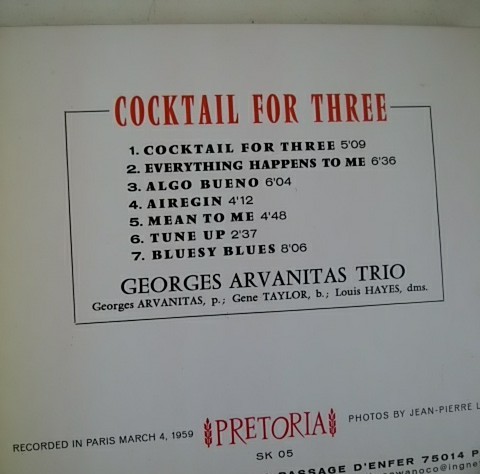 COCKTAIL FOR THREE
1. COCKTAIL FOR THREE 5'09
2. EVERYTHING HAPPENS TO ME 6'36
3. ALGO BUENO 6'04
4. AIREGIN 4'12
5. MEAN TO ME 4'48
6. TUNE UP 2'37
7. BLUESY BLUES 8'06
GEORGES ARVANITAS TRIO
Georges ARVANITAS, p.; Gene TAYLOR, b.; Louis HAYES, dms.
RECORDED IN PARIS MARCH 4, 1959
PRETORIA
PHOTOS BY JEAN-PIERRE L
SK 05
PASSAGE D'ENFER 75014 P